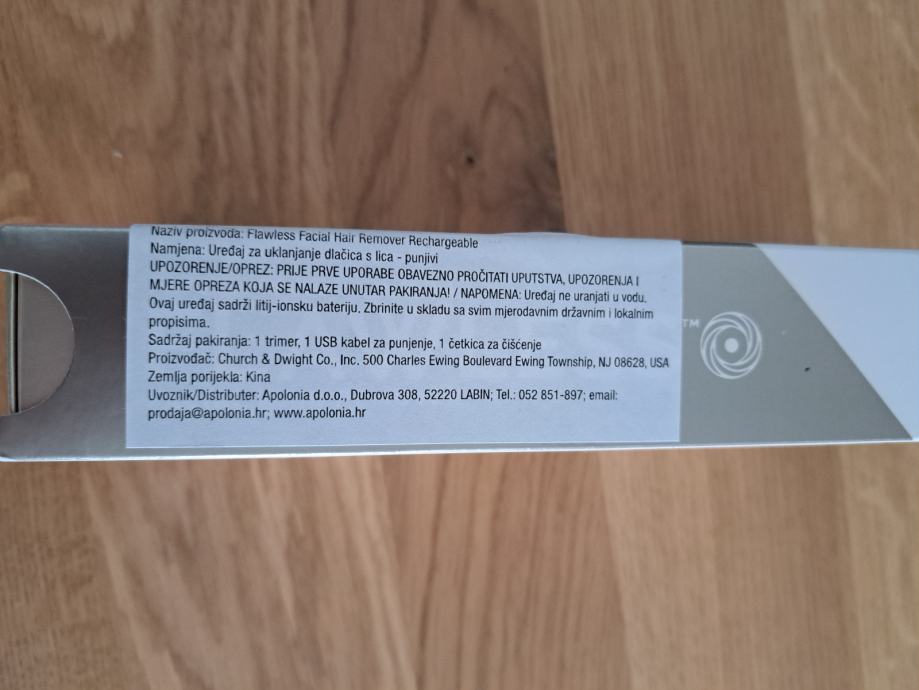 Naziv proizvoda: Flawless Facial Hair Remover Rechargeable
Namjena: Uređaj za uklanjanje dlačica s lica - punjivi
UPOZORENJE/OPREZ: PRIJE PRVE UPORABE OBAVEZNO PROČITATI UPUTSTVA, UPOZORENJA I
MJERE OPREZA KOJA SE NALAZE UNUTAR PAKIRANJA! / NAPOMENA: Uređaj ne uranjati u vodu.
Ovaj uređaj sadrži litij-ionsku bateriju. Zbrinite u skladu sa svim mjerodavnim državnim i lokalnim
propisima.
Sadržaj pakiranja: 1 trimer, 1 USB kabel za punjenje, 1 četkica za čišćenje
Proizvođač: Church & Dwight Co., Inc. 500 Charles Ewing Boulevard Ewing Township, NJ 08628, USA
Zemlja porijekla: Kina
Uvoznik/Distributer: Apolonia d.o.o., Dubrova 308, 52220 LABIN; Tel.: 052 851-897; email:
prodaja@apolonia.hr; www.apolonia.hr
TM